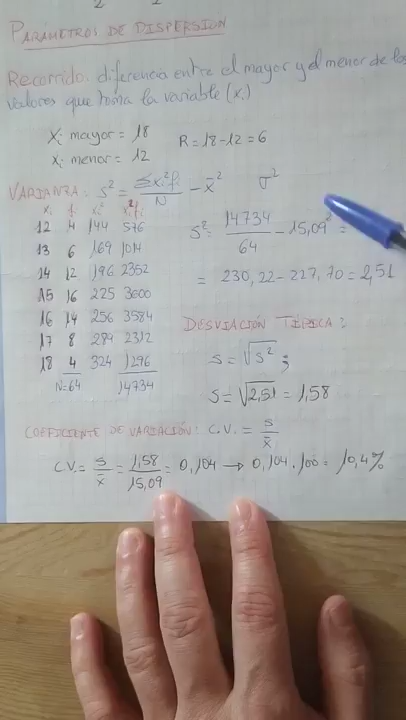 PARÁMETROS DE DISPERSIÓN
Recorrido: diferencia entre el mayor y el menor de los
valores que toma la variable (xᵢ)
xᵢ mayor = 18
R = 18-12 = 6
xᵢ menor = 12
VARIANZA: s² = Σxᵢ²fᵢ/N - x̄² σ²
xᵢ fᵢ xᵢ² xᵢ²fᵢ
12 4 144 576
13 6 169 1014
14 12 196 2352
15 16 225 3600
16 14 256 3584
17 8 289 2312
18 4 324 1296
N=64 14734
s² = 14734/64 - 15,09² =
= 230,22 - 227,70 = 2,51
DESVIACIÓN TÍPICA:
s = √s² ;
s = √2,51 = 1,58
COEFICIENTE DE VARIACIÓN: C.V. = s/x̄
C.V. = s/x̄ = 1,58/15,09 = 0,104 → 0,104 · 100 = 10,4%